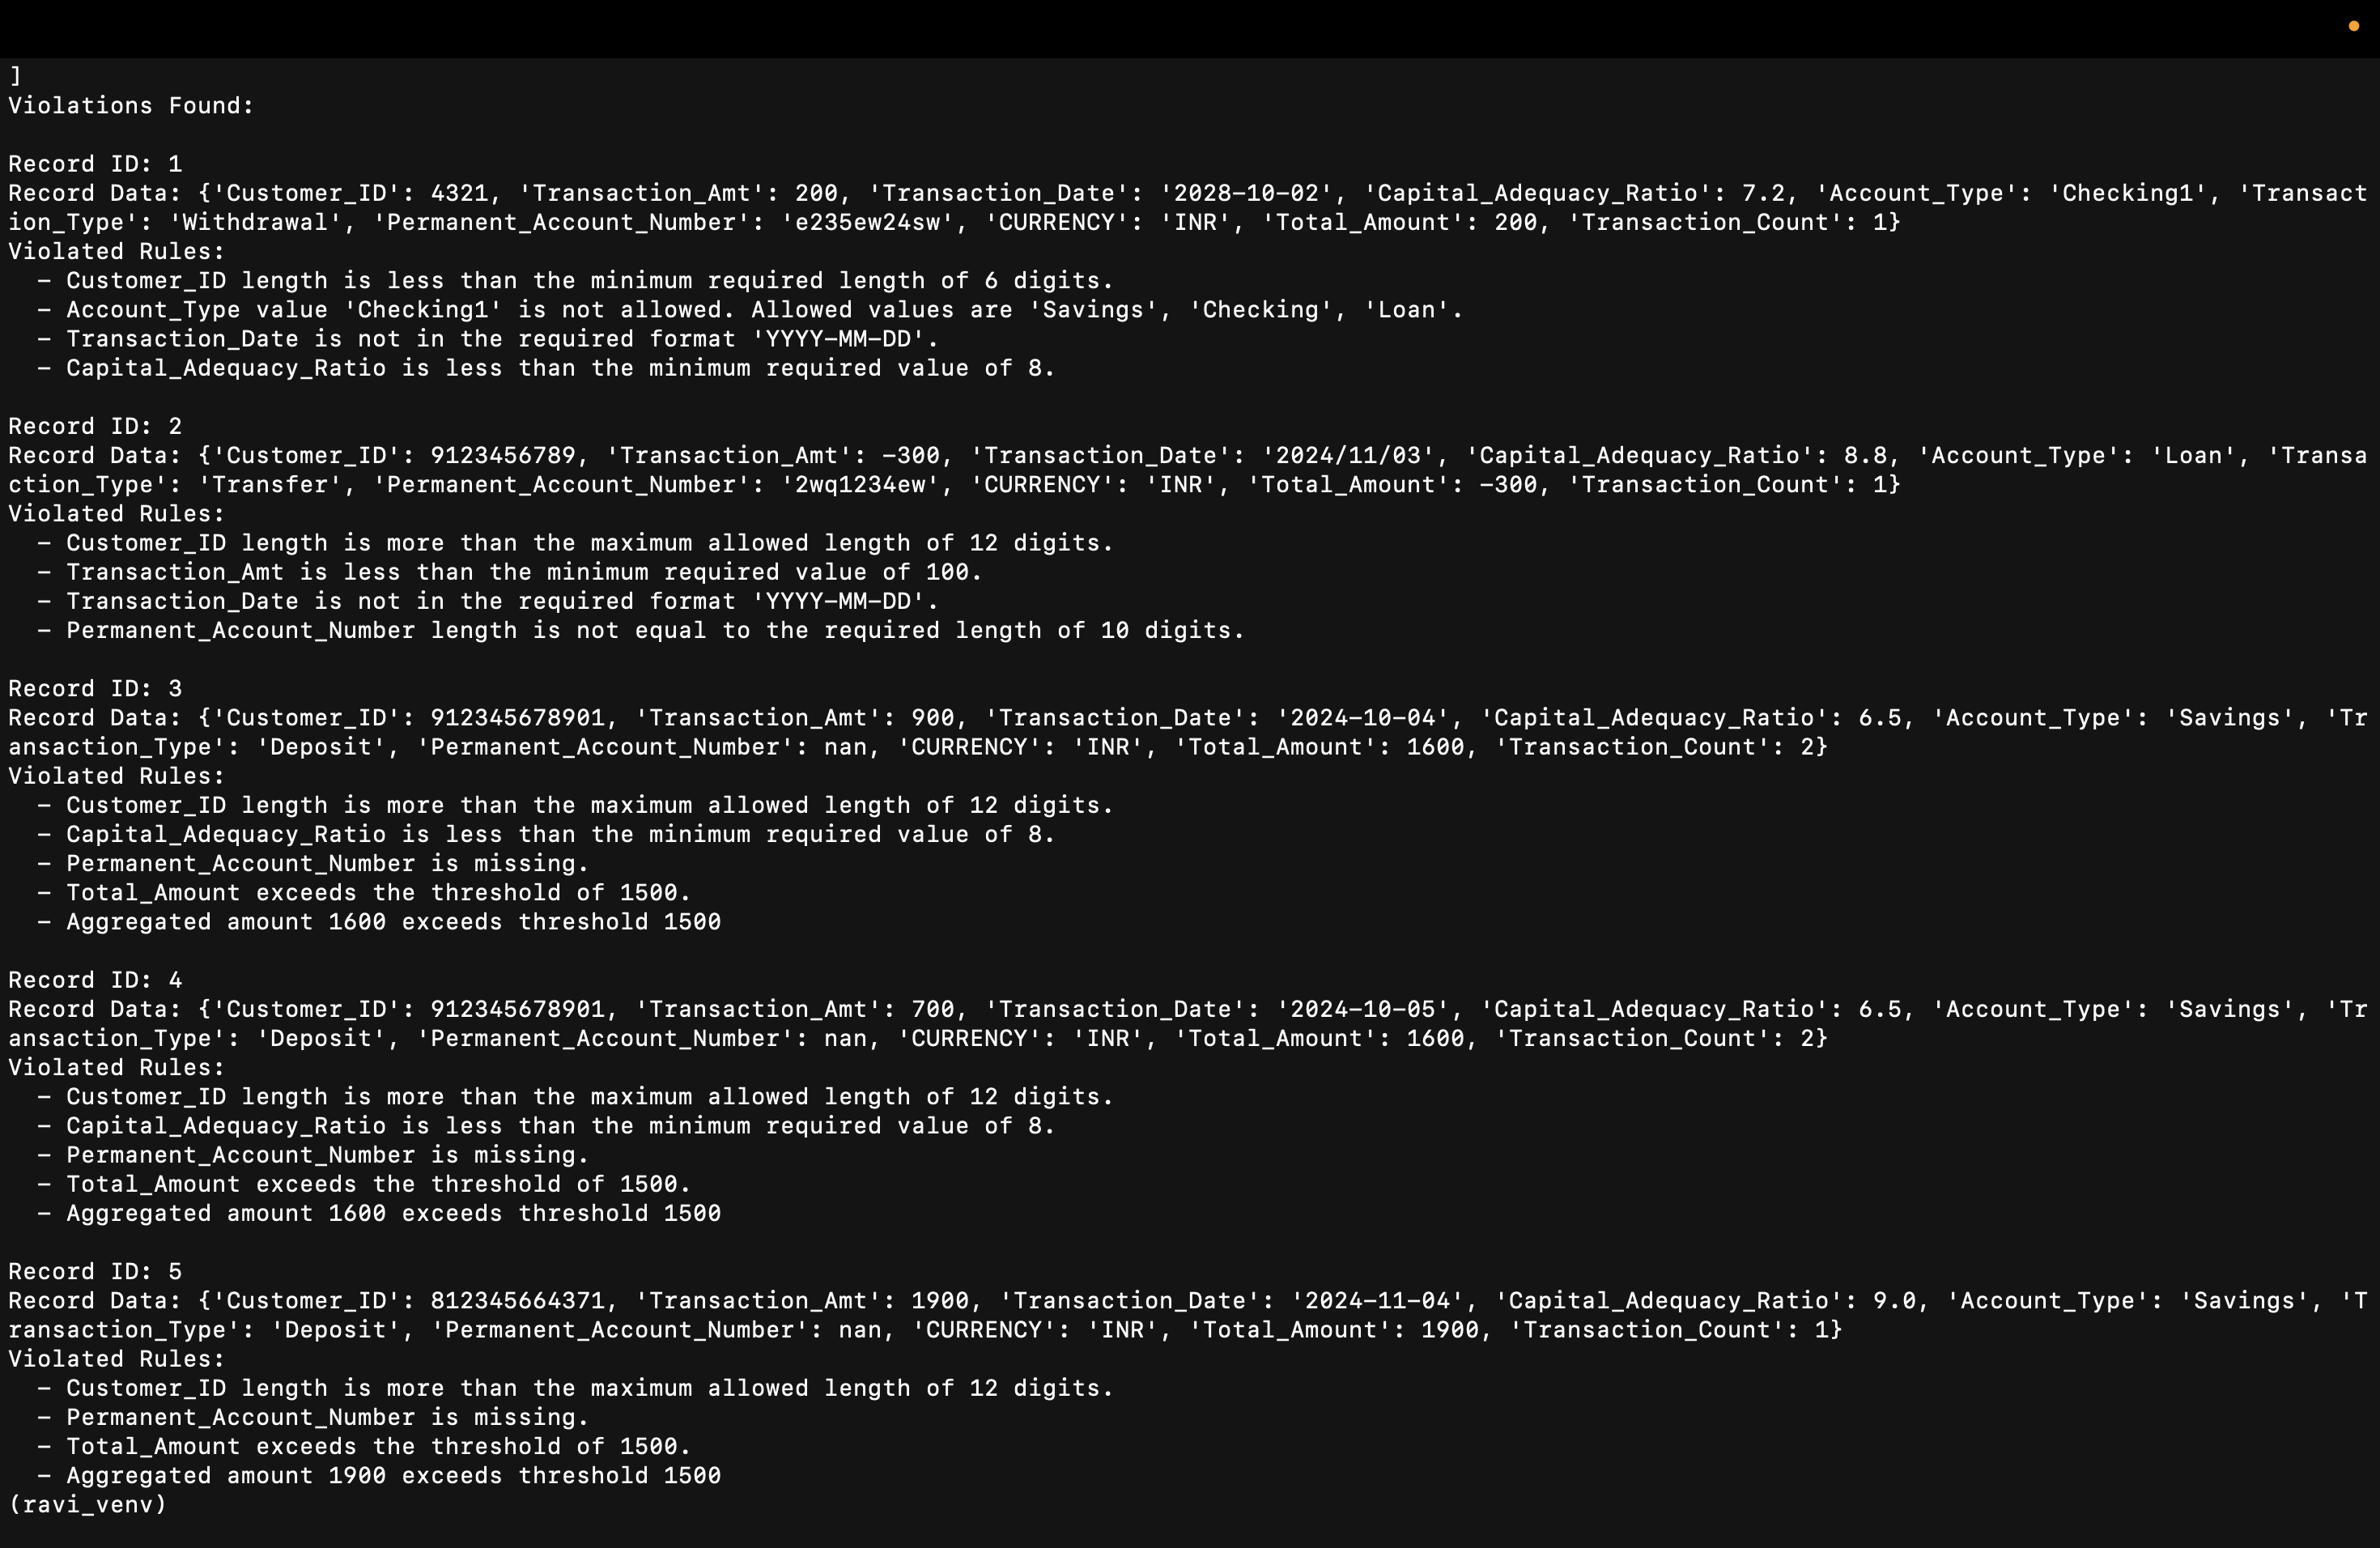 ]
Violations Found:
Record ID: 1
Record Data: {'Customer_ID': 4321, 'Transaction_Amt': 200, 'Transaction_Date': '2028-10-02', 'Capital_Adequacy_Ratio': 7.2, 'Account_Type': 'Checking1', 'Transact
ion_Type': 'Withdrawal', 'Permanent_Account_Number': 'e235ew24sw', 'CURRENCY': 'INR', 'Total_Amount': 200, 'Transaction_Count': 1}
Violated Rules:
  - Customer_ID length is less than the minimum required length of 6 digits.
  - Account_Type value 'Checking1' is not allowed. Allowed values are 'Savings', 'Checking', 'Loan'.
  - Transaction_Date is not in the required format 'YYYY-MM-DD'.
  - Capital_Adequacy_Ratio is less than the minimum required value of 8.
Record ID: 2
Record Data: {'Customer_ID': 9123456789, 'Transaction_Amt': -300, 'Transaction_Date': '2024/11/03', 'Capital_Adequacy_Ratio': 8.8, 'Account_Type': 'Loan', 'Transa
ction_Type': 'Transfer', 'Permanent_Account_Number': '2wq1234ew', 'CURRENCY': 'INR', 'Total_Amount': -300, 'Transaction_Count': 1}
Violated Rules:
  - Customer_ID length is more than the maximum allowed length of 12 digits.
  - Transaction_Amt is less than the minimum required value of 100.
  - Transaction_Date is not in the required format 'YYYY-MM-DD'.
  - Permanent_Account_Number length is not equal to the required length of 10 digits.
Record ID: 3
Record Data: {'Customer_ID': 912345678901, 'Transaction_Amt': 900, 'Transaction_Date': '2024-10-04', 'Capital_Adequacy_Ratio': 6.5, 'Account_Type': 'Savings', 'Tr
ansaction_Type': 'Deposit', 'Permanent_Account_Number': nan, 'CURRENCY': 'INR', 'Total_Amount': 1600, 'Transaction_Count': 2}
Violated Rules:
  - Customer_ID length is more than the maximum allowed length of 12 digits.
  - Capital_Adequacy_Ratio is less than the minimum required value of 8.
  - Permanent_Account_Number is missing.
  - Total_Amount exceeds the threshold of 1500.
  - Aggregated amount 1600 exceeds threshold 1500
Record ID: 4
Record Data: {'Customer_ID': 912345678901, 'Transaction_Amt': 700, 'Transaction_Date': '2024-10-05', 'Capital_Adequacy_Ratio': 6.5, 'Account_Type': 'Savings', 'Tr
ansaction_Type': 'Deposit', 'Permanent_Account_Number': nan, 'CURRENCY': 'INR', 'Total_Amount': 1600, 'Transaction_Count': 2}
Violated Rules:
  - Customer_ID length is more than the maximum allowed length of 12 digits.
  - Capital_Adequacy_Ratio is less than the minimum required value of 8.
  - Permanent_Account_Number is missing.
  - Total_Amount exceeds the threshold of 1500.
  - Aggregated amount 1600 exceeds threshold 1500
Record ID: 5
Record Data: {'Customer_ID': 812345664371, 'Transaction_Amt': 1900, 'Transaction_Date': '2024-11-04', 'Capital_Adequacy_Ratio': 9.0, 'Account_Type': 'Savings', 'T
ransaction_Type': 'Deposit', 'Permanent_Account_Number': nan, 'CURRENCY': 'INR', 'Total_Amount': 1900, 'Transaction_Count': 1}
Violated Rules:
  - Customer_ID length is more than the maximum allowed length of 12 digits.
  - Permanent_Account_Number is missing.
  - Total_Amount exceeds the threshold of 1500.
  - Aggregated amount 1900 exceeds threshold 1500
(ravi_venv)